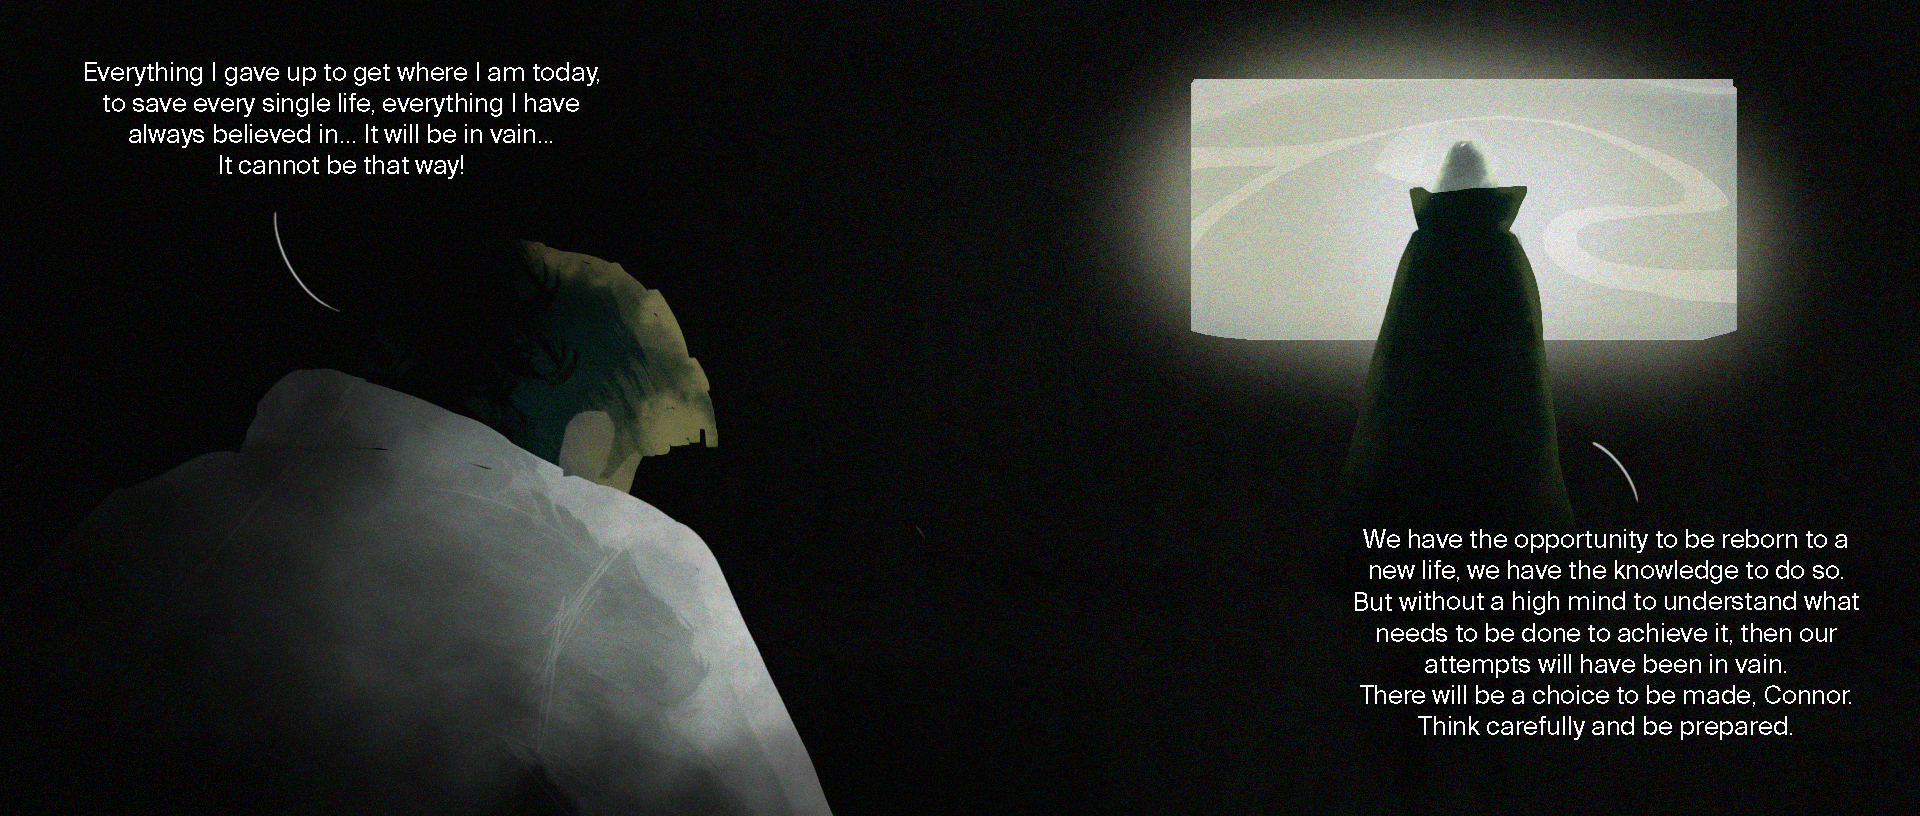 Everything I gave up to get where I am today,
to save every single life, everything I have
always believed in... It will be in vain...
It cannot be that way!
We have the opportunity to be reborn to a
new life, we have the knowledge to do so.
But without a high mind to understand what
needs to be done to achieve it, then our
attempts will have been in vain.
There will be a choice to be made, Connor.
Think carefully and be prepared.